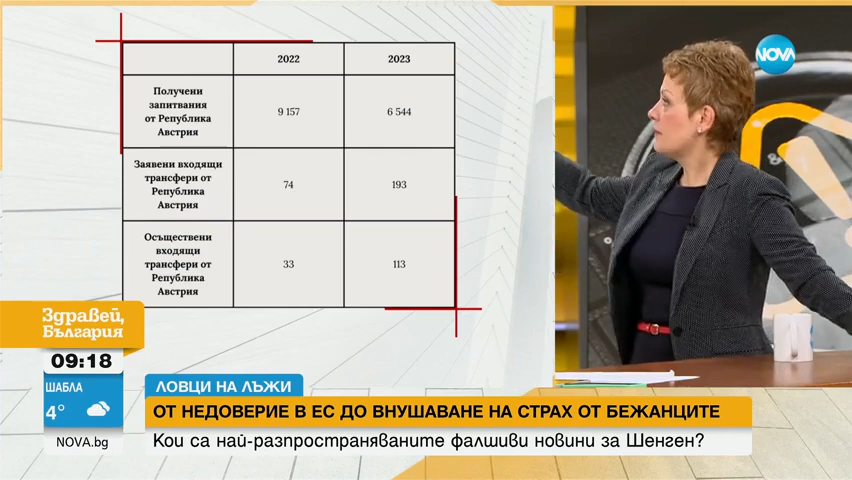 2022 2023
Получени
запитвания
от Република
Австрия
9 157 6 544
Заявени входящи
трансфери от
Република
Австрия
74 193
Осъществени
входящи
трансфери от
Република
Австрия
33 113
NOVA
Здравей,
България
09:18
ШАБЛА
4°
NOVA.bg
ЛОВЦИ НА ЛЪЖИ
ОТ НЕДОВЕРИЕ В ЕС ДО ВНУШАВАНЕ НА СТРАХ ОТ БЕЖАНЦИТЕ
Кои са най-разпространяваните фалшиви новини за Шенген?